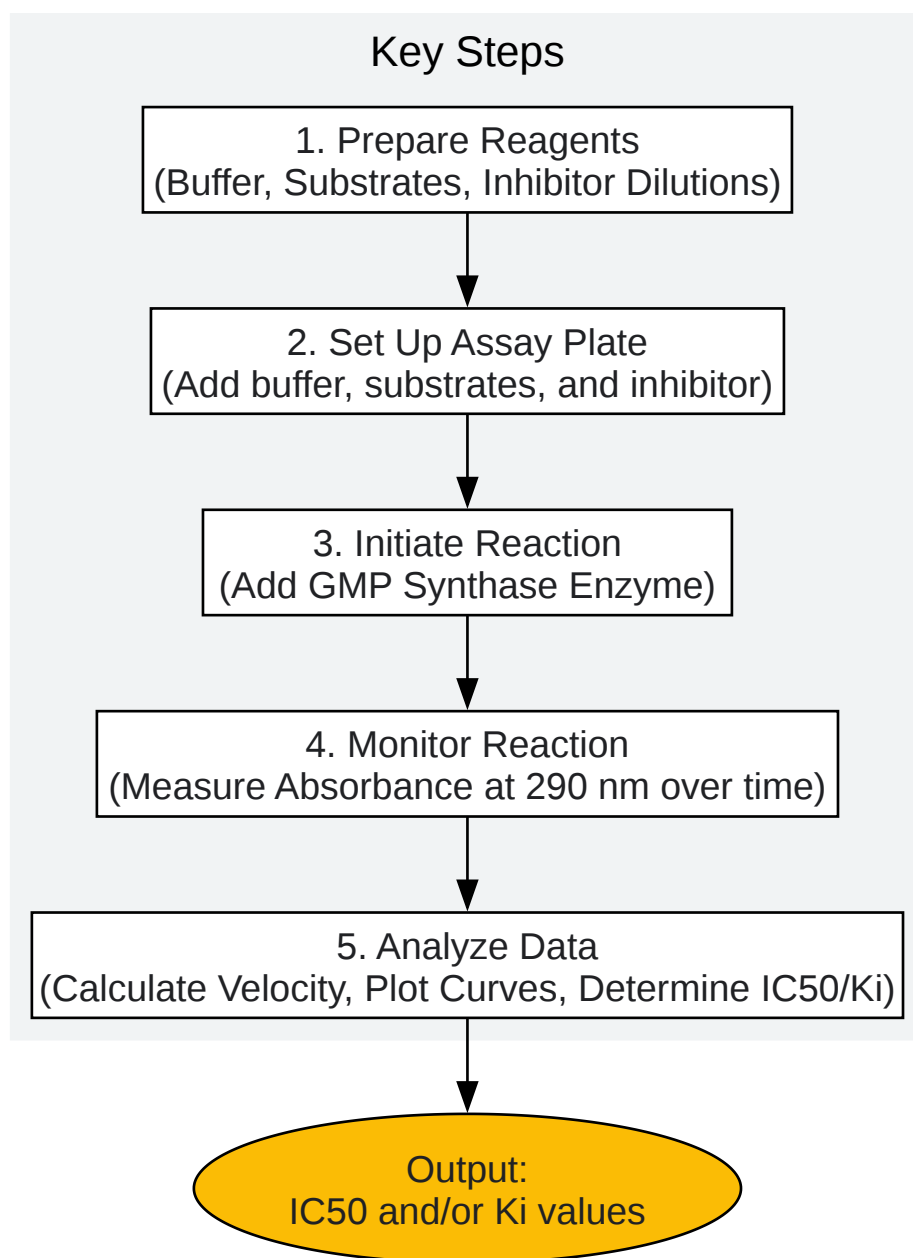 Key Steps
1. Prepare Reagents
(Buffer, Substrates, Inhibitor Dilutions)
2. Set Up Assay Plate
(Add buffer, substrates, and inhibitor)
3. Initiate Reaction
(Add GMP Synthase Enzyme)
4. Monitor Reaction
(Measure Absorbance at 290 nm over time)
5. Analyze Data
(Calculate Velocity, Plot Curves, Determine IC50/Ki)
Output:
IC50 and/or Ki values